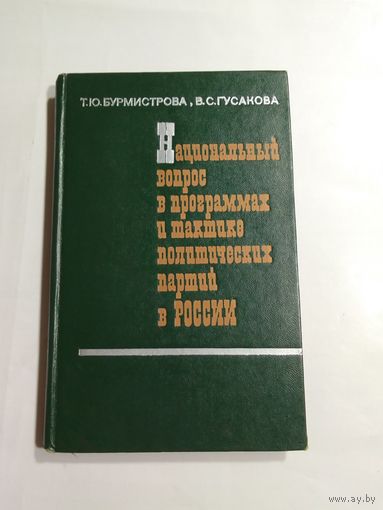 Т.Ю.БУРМИСТРОВА, В.С.ГУСАКОВА
Национальный
вопрос
в программах
и тактике
политических
партий
в РОССИИ
www.ay.by